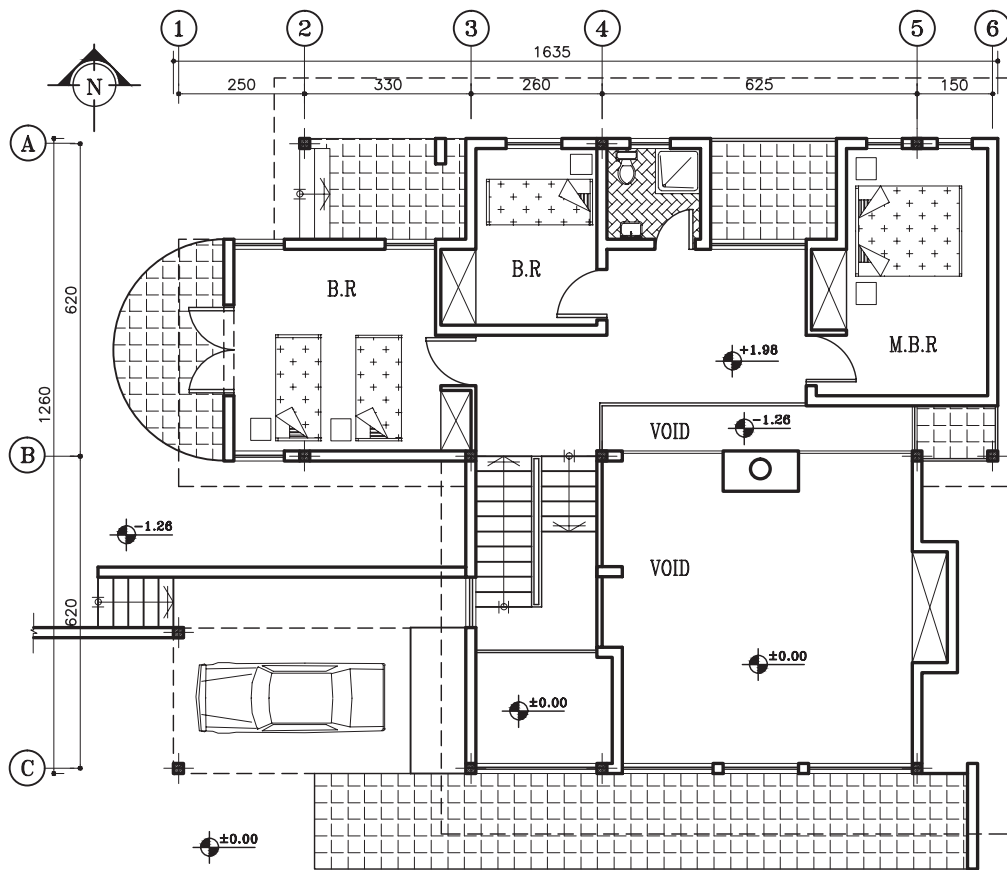 1 2 3 4 5 6
1635
250 330 260 625 150
N
A
B.R
B.R
M.B.R
620
+1.98
1260
VOID
-1.26
B
-1.26
VOID
620
±0.00
±0.00
C
±0.00